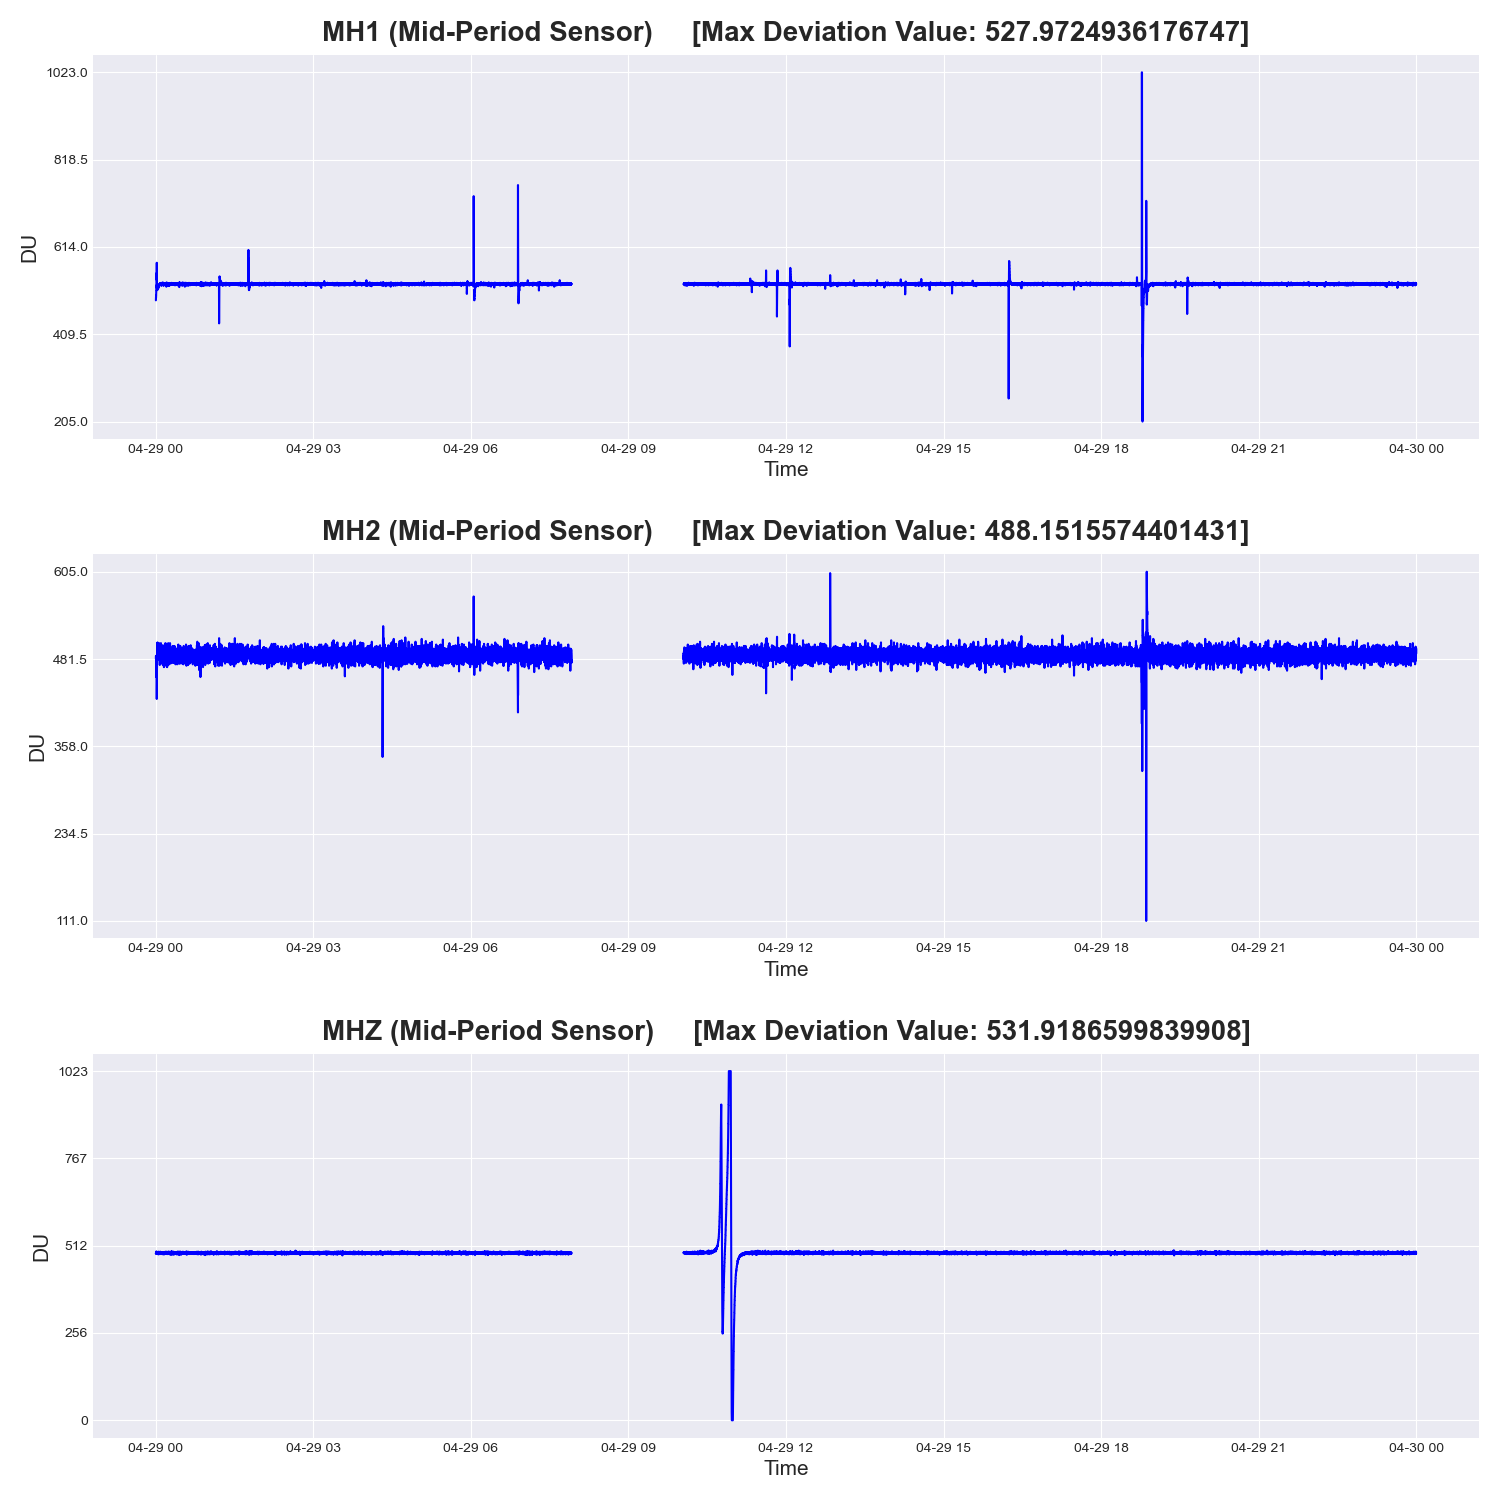 MH1 (Mid-Period Sensor) [Max Deviation Value: 527.9724936176747]
1023.0
818.5
614.0
409.5
205.0
DU
04-29 00 04-29 03 04-29 06 04-29 09 04-29 12 04-29 15 04-29 18 04-29 21 04-30 00
Time
MH2 (Mid-Period Sensor) [Max Deviation Value: 488.1515574401431]
605.0
481.5
358.0
234.5
111.0
DU
04-29 00 04-29 03 04-29 06 04-29 09 04-29 12 04-29 15 04-29 18 04-29 21 04-30 00
Time
MHZ (Mid-Period Sensor) [Max Deviation Value: 531.9186599839908]
1023
767
512
256
0
DU
04-29 00 04-29 03 04-29 06 04-29 09 04-29 12 04-29 15 04-29 18 04-29 21 04-30 00
Time